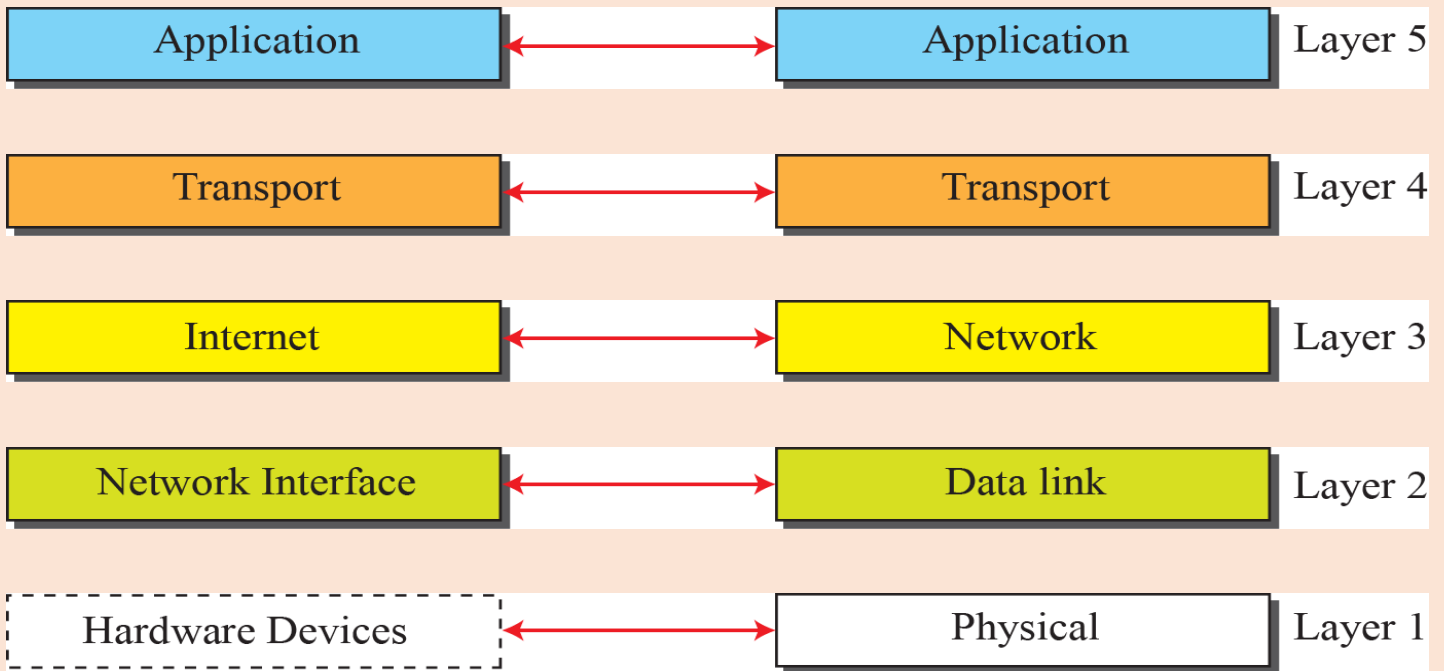 Application Application Layer 5
Transport Transport Layer 4
Internet Network Layer 3
Network Interface Data link Layer 2
Hardware Devices Physical Layer 1